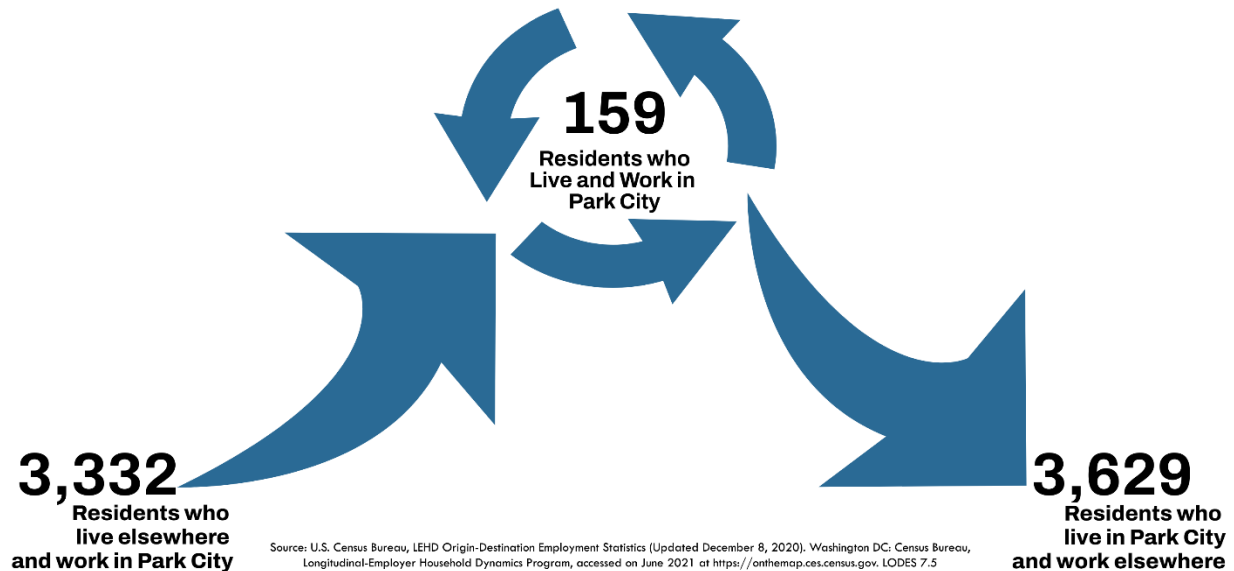 159
Residents who
Live and Work in
Park City
3,332
Residents who
live elsewhere
and work in Park City
3,629
Residents who
live in Park City
and work elsewhere
Source: U.S. Census Bureau, LEHD Origin-Destination Employment Statistics (Updated December 8, 2020). Washington DC: Census Bureau,
Longitudinal-Employer Household Dynamics Program, accessed on June 2021 at https://onthemap.ces.census.gov. LODES 7.5